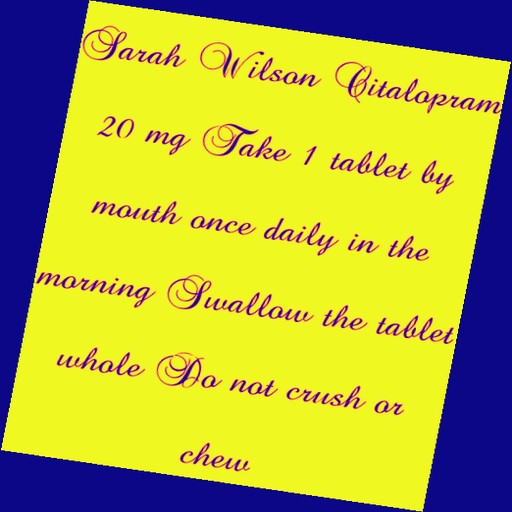 Sarah Wilson Citalopram
20 mg Take 1 tablet by
mouth once daily in the
morning Swallow the tablet
whole Do not crush or
chew